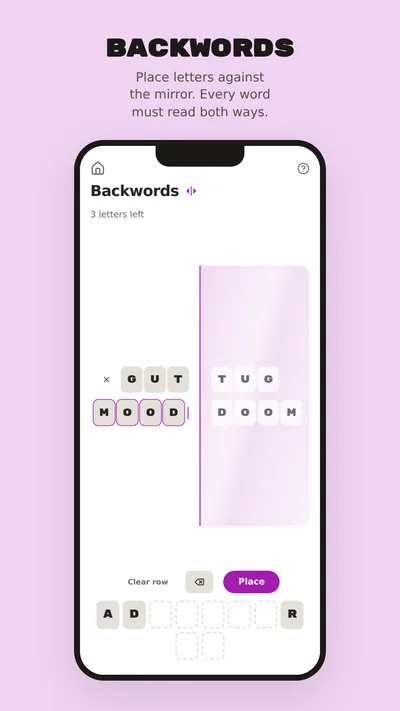 BACKWORDS
Place letters against
the mirror. Every word
must read both ways.
Backwords
3 letters left
× G U T T U G
M O O D D O O M
Clear row Place
A D R